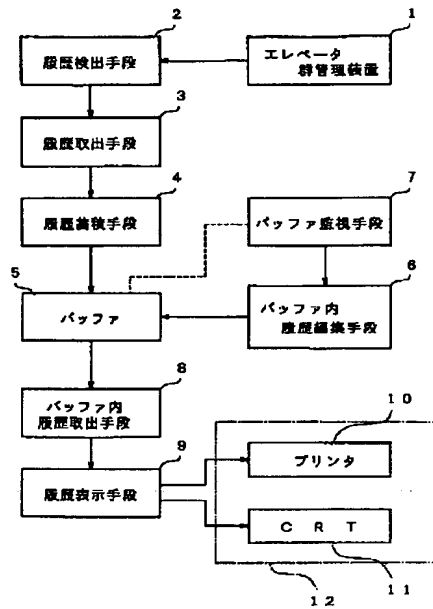 2
1
履歴検出手段
エレベータ
群管理装置
3
履歴取出手段
4
7
履歴蓄積手段
バッファ監視手段
5
6
バッファ
バッファ内
履歴編集手段
8
バッファ内
履歴取出手段
10
9
プリンタ
履歴表示手段
CRT
12
11